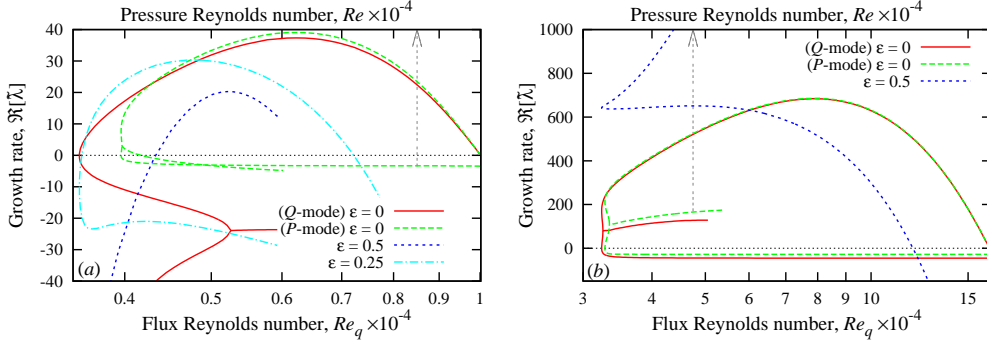 Pressure Reynolds number, Re ×10⁻⁴
40
30
20
10
0
-10
-20
-30
-40
Growth rate, ℜ[λ̃]
(Q-mode) ε = 0
(P-mode) ε = 0
ε = 0.5
ε = 0.25
(a)
0.4 0.5 0.6 0.7 0.8 0.9 1
Flux Reynolds number, Re_q ×10⁻⁴
Pressure Reynolds number, Re ×10⁻⁴
1000
800
600
400
200
0
Growth rate, ℜ[λ̃]
(Q-mode) ε = 0
(P-mode) ε = 0
ε = 0.5
(b)
3 4 5 6 7 8 9 10 15
Flux Reynolds number, Re_q ×10⁻⁴